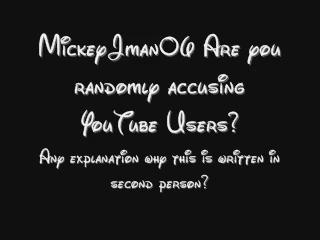 MickeyJman06 Are you
randomly accusing
YouTube Users?
Any explanation why this is written in
second person?